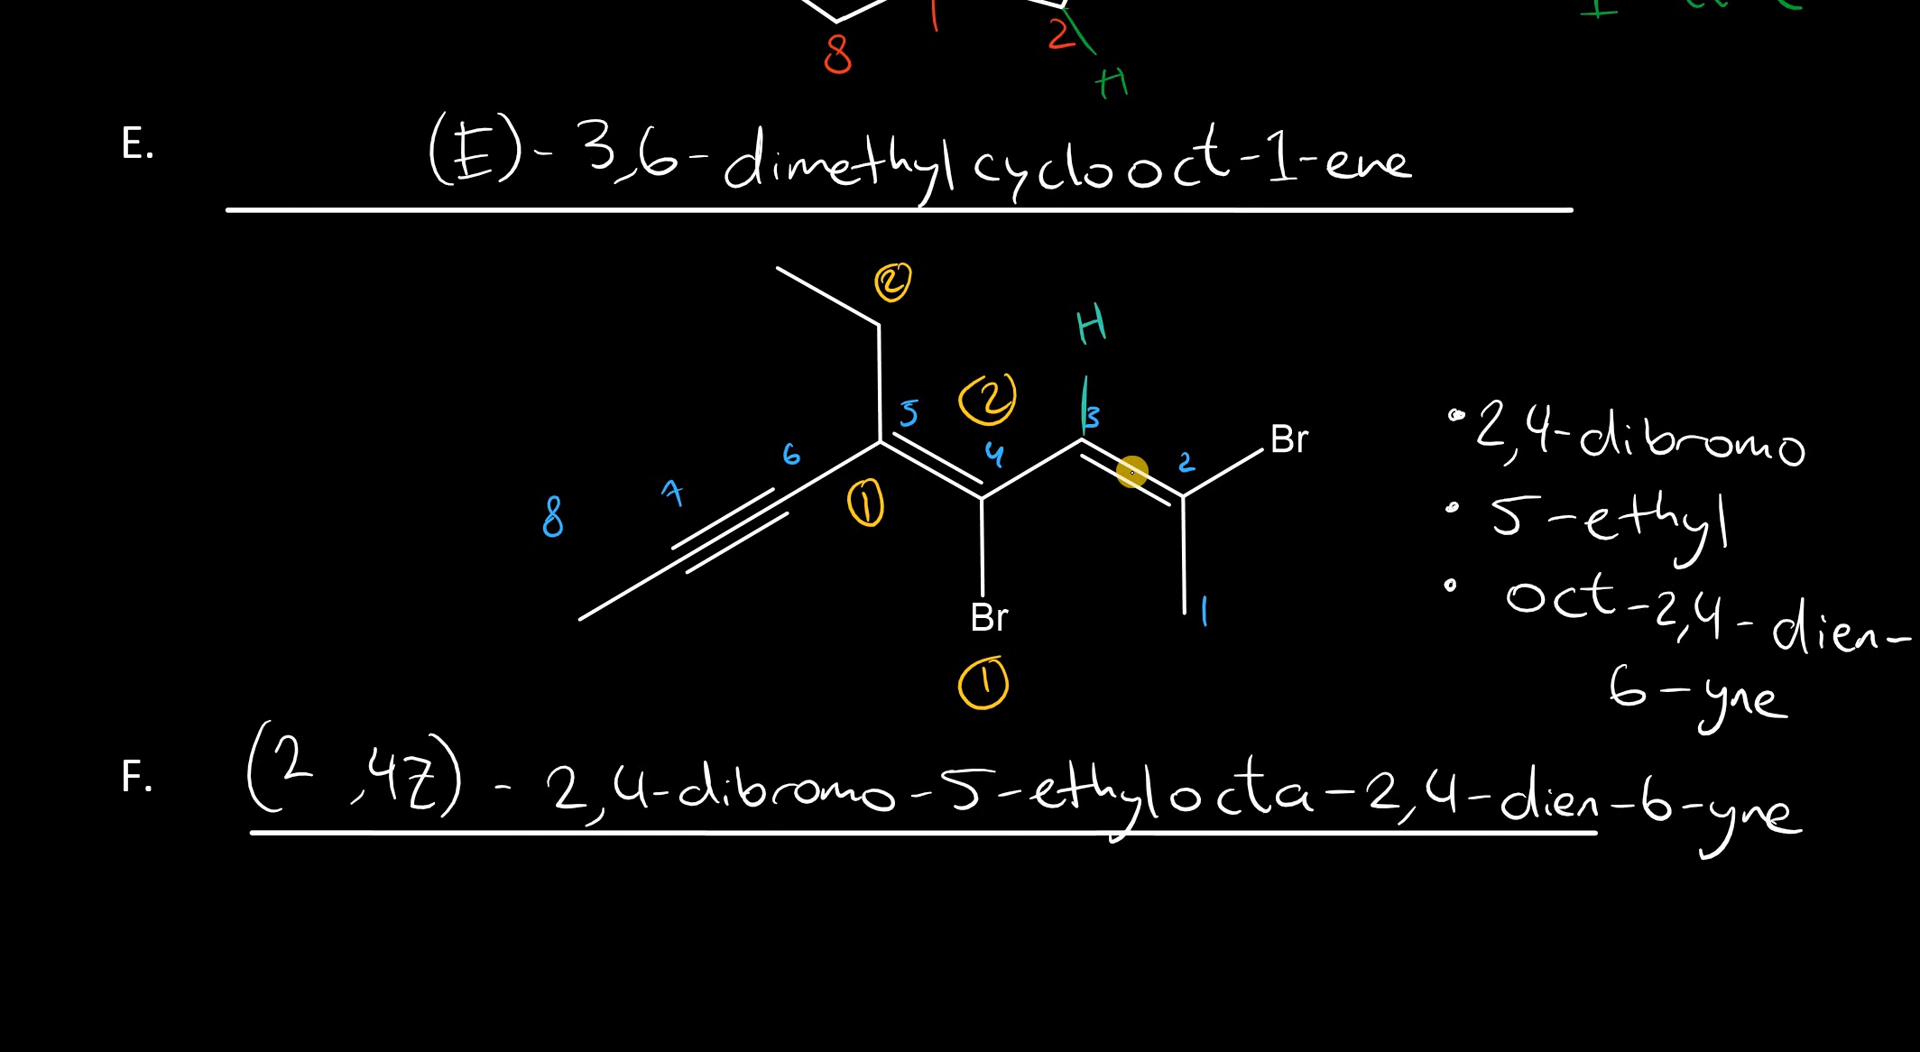 8
1
2
H
E.
(E)-3,6-dimethylcyclooct-1-ene
2
H
• 2,4-dibromo
5
2
3
Br
6
4
2
7
1
8
• 5-ethyl
Br
1
• oct-2,4-dien-
6-yne
1
F.
(2 ,4Z)-2,4-dibromo-5-ethylocta-2,4-dien-6-yne